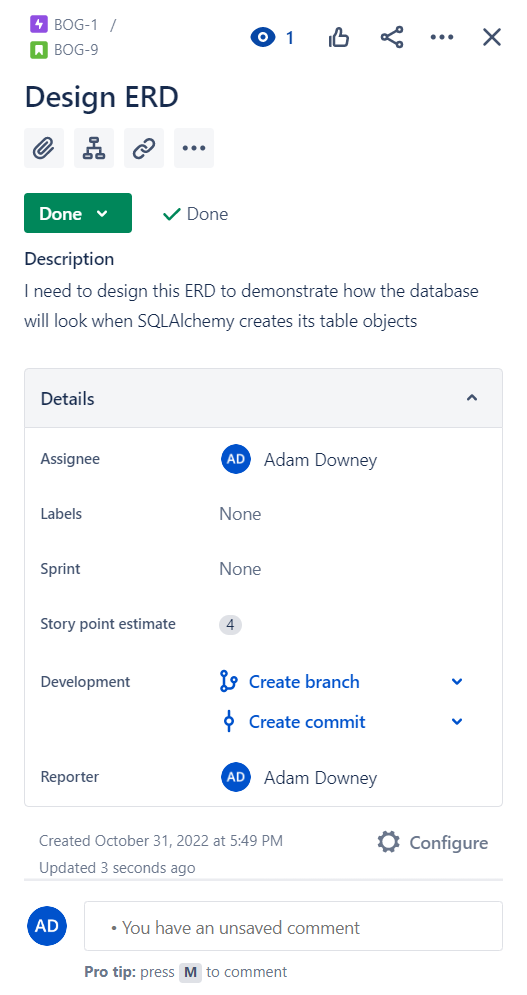 BOG-1 /
BOG-9
1
Design ERD
Done
Done
Description
I need to design this ERD to demonstrate how the database
will look when SQLAlchemy creates its table objects
Details
Assignee AD Adam Downey
Labels None
Sprint None
Story point estimate 4
Development Create branch
Create commit
Reporter AD Adam Downey
Created October 31, 2022 at 5:49 PM
Configure
Updated 3 seconds ago
AD • You have an unsaved comment
Pro tip: press M to comment